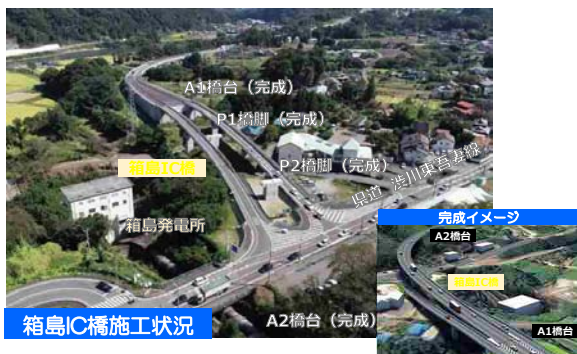 A1橋台（完成）
P1橋脚（完成）
箱島IC橋
P2橋脚（完成）
県道 渋川東吾妻線
箱島発電所
完成イメージ
A2橋台
箱島IC橋
箱島IC橋施工状況
A2橋台（完成）
A1橋台